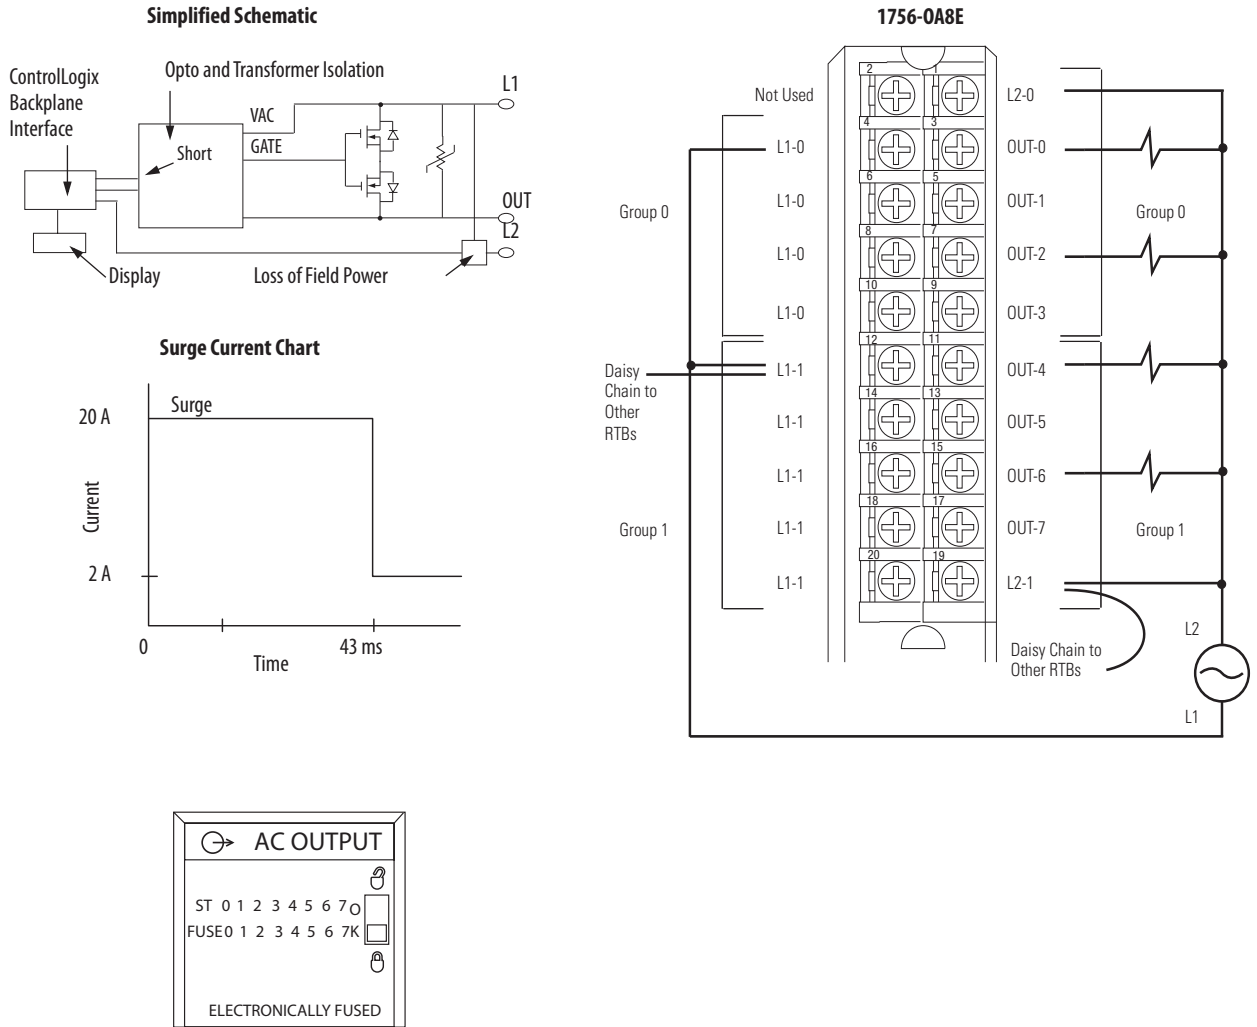 Simplified Schematic
ControlLogix
Backplane
Interface
Opto and Transformer Isolation
L1
VAC
GATE
Short
OUT
L2
Display
Loss of Field Power
Surge Current Chart
20 A
Surge
Current
2 A
0
43 ms
Time
AC OUTPUT
ST 0 1 2 3 4 5 6 7 O
FUSE 0 1 2 3 4 5 6 7 K
ELECTRONICALLY FUSED
1756-OA8E
Not Used 2 1 L2-0
L1-0 4 3 OUT-0
L1-0 6 5 OUT-1
Group 0
Group 0
L1-0 8 7 OUT-2
L1-0 10 9 OUT-3
L1-1 12 11 OUT-4
Daisy
Chain to
Other
RTBs
L1-1 14 13 OUT-5
L1-1 16 15 OUT-6
Group 1
L1-1 18 17 OUT-7
Group 1
L1-1 20 19 L2-1
Daisy Chain to
Other RTBs
L2
L1